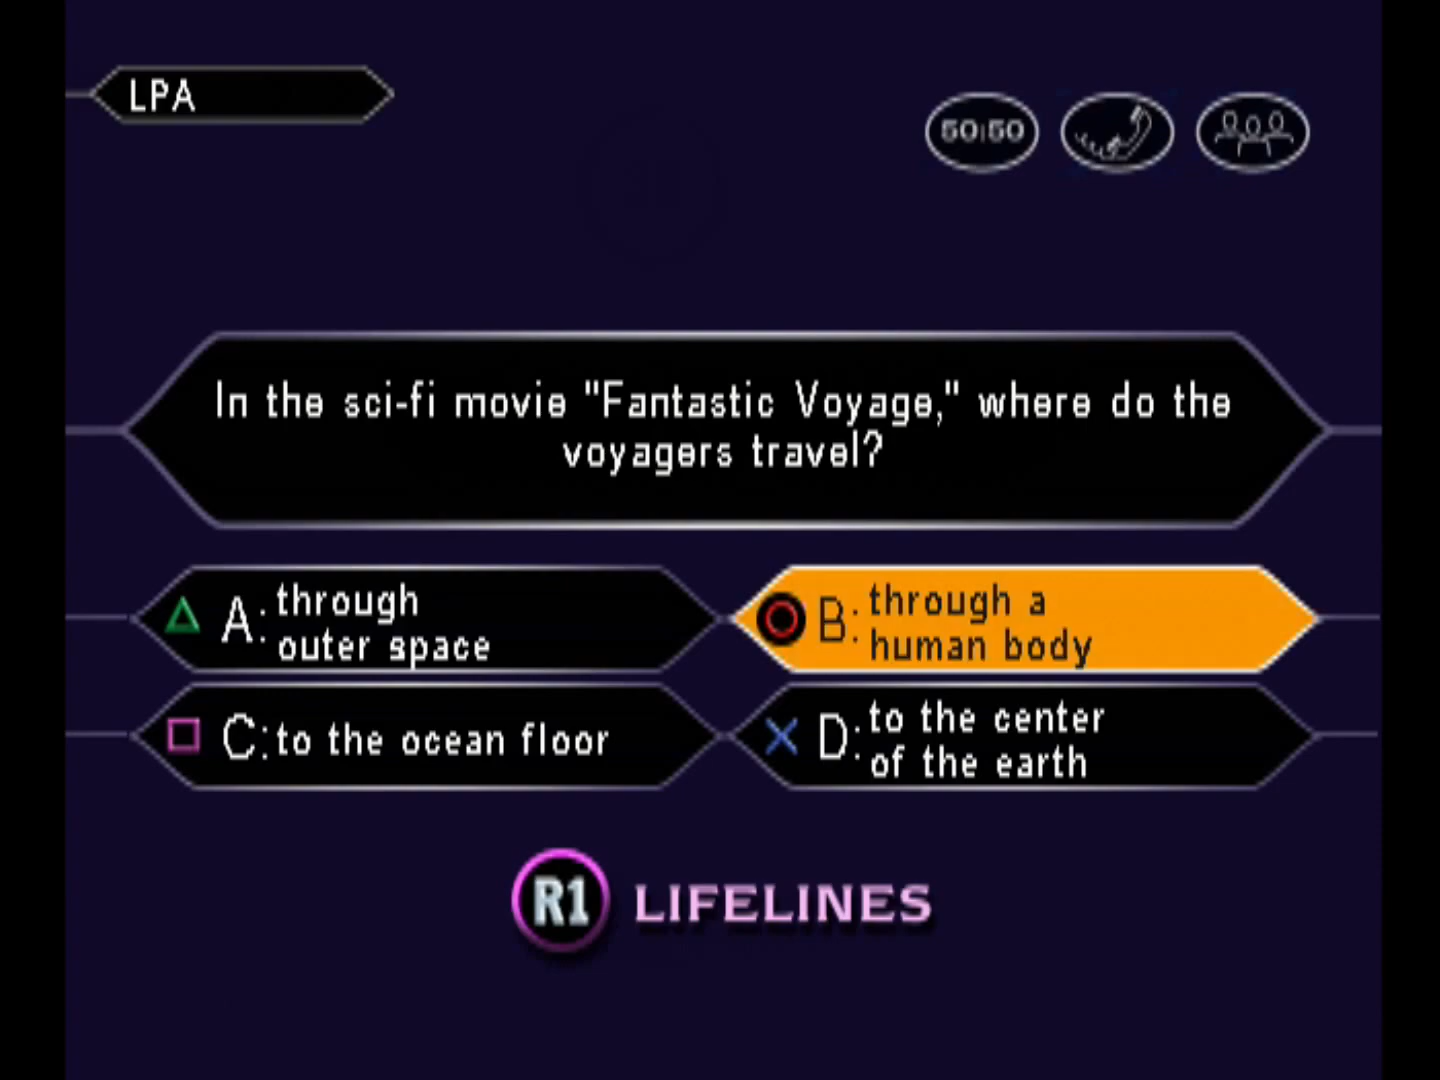 LPA
50:50
In the sci-fi movie "Fantastic Voyage," where do the
voyagers travel?
A: through
outer space
B: through a
human body
C: to the ocean floor
D: to the center
of the earth
R1 LIFELINES